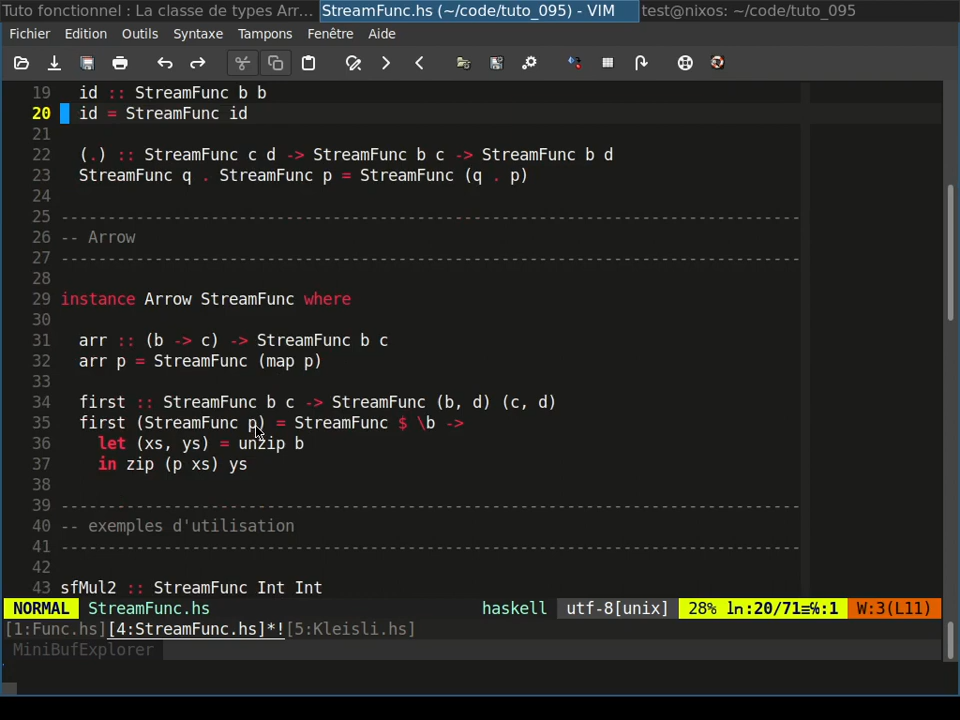 Tuto fonctionnel : La classe de types Arr... StreamFunc.hs (~/code/tuto_095) - VIM test@nixos: ~/code/tuto_095
Fichier Edition Outils Syntaxe Tampons Fenêtre Aide
19   id :: StreamFunc b b
20   id = StreamFunc id
21
22   (.) :: StreamFunc c d -> StreamFunc b c -> StreamFunc b d
23   StreamFunc q . StreamFunc p = StreamFunc (q . p)
24
25 -------------------------------------------------------------------------------
26 -- Arrow
27 -------------------------------------------------------------------------------
28
29 instance Arrow StreamFunc where
30
31   arr :: (b -> c) -> StreamFunc b c
32   arr p = StreamFunc (map p)
33
34   first :: StreamFunc b c -> StreamFunc (b, d) (c, d)
35   first (StreamFunc p) = StreamFunc $ \b ->
36     let (xs, ys) = unzip b
37     in zip (p xs) ys
38
39 -------------------------------------------------------------------------------
40 -- exemples d'utilisation
41 -------------------------------------------------------------------------------
42
43 sfMul2 :: StreamFunc Int Int
NORMAL StreamFunc.hs haskell utf-8[unix] 28% ln:20/71≡℅:1 W:3(L11)
[1:Func.hs][4:StreamFunc.hs]*![5:Kleisli.hs]
MiniBufExplorer